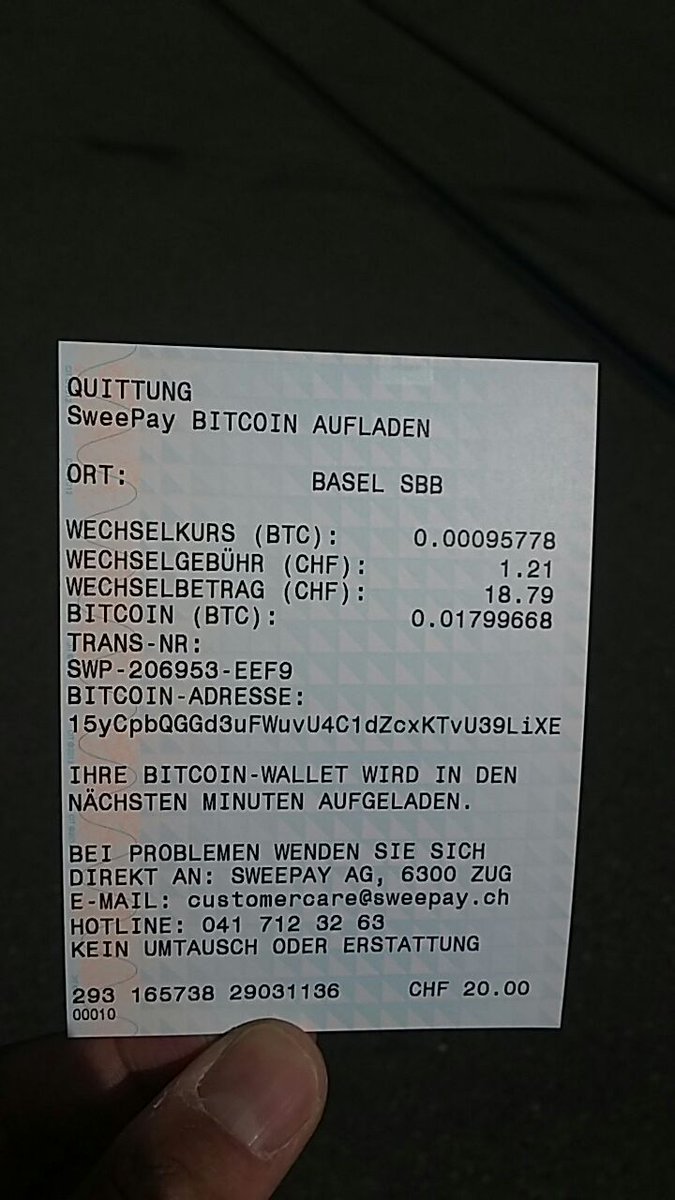 QUITTUNG
SweePay BITCOIN AUFLADEN
ORT: BASEL SBB
WECHSELKURS (BTC): 0.00095778
WECHSELGEBÜHR (CHF): 1.21
WECHSELBETRAG (CHF): 18.79
BITCOIN (BTC): 0.01799668
TRANS-NR:
SWP-206953-EEF9
BITCOIN-ADRESSE:
15yCpbQGGd3uFWuvU4C1dZcxKTvU39LiXE
IHRE BITCOIN-WALLET WIRD IN DEN
NÄCHSTEN MINUTEN AUFGELADEN.
BEI PROBLEMEN WENDEN SIE SICH
DIREKT AN: SWEEPAY AG, 6300 ZUG
E-MAIL: customercare@sweepay.ch
HOTLINE: 041 712 32 63
KEIN UMTAUSCH ODER ERSTATTUNG
293 165738 29031136 CHF 20.00
00010